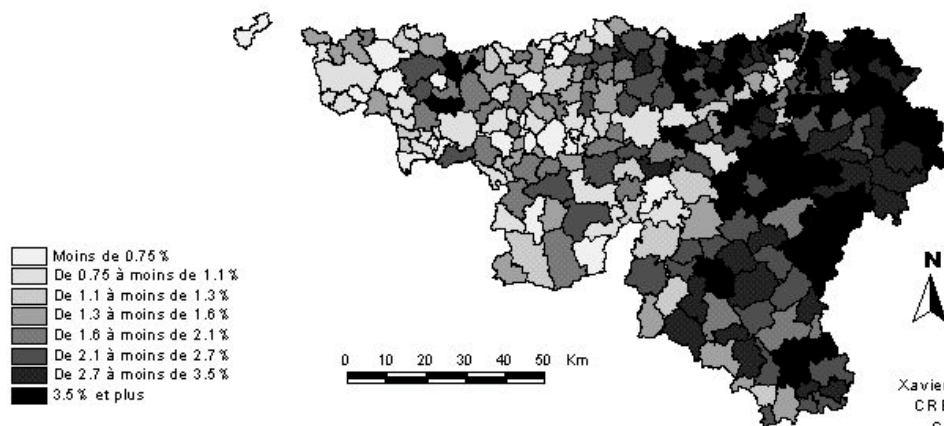 Moins de 0.75%
De 0.75 à moins de 1.1%
De 1.1 à moins de 1.3%
De 1.3 à moins de 1.6%
De 1.6 à moins de 2.1%
De 2.1 à moins de 2.7%
De 2.7 à moins de 3.5%
3.5% et plus
0 10 20 30 40 50 Km
N
Xavier
CRE